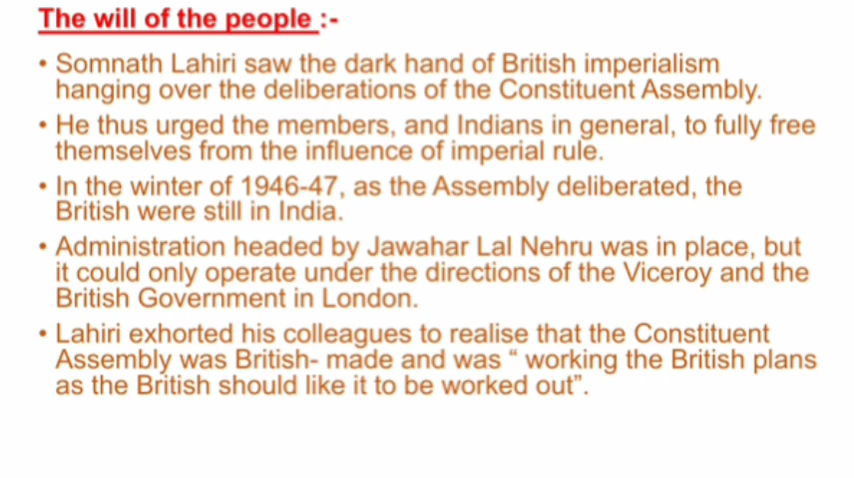 The will of the people :-
• Somnath Lahiri saw the dark hand of British imperialism
hanging over the deliberations of the Constituent Assembly.
• He thus urged the members, and Indians in general, to fully free
themselves from the influence of imperial rule.
• In the winter of 1946-47, as the Assembly deliberated, the
British were still in India.
• Administration headed by Jawahar Lal Nehru was in place, but
it could only operate under the directions of the Viceroy and the
British Government in London.
• Lahiri exhorted his colleagues to realise that the Constituent
Assembly was British- made and was “ working the British plans
as the British should like it to be worked out”.